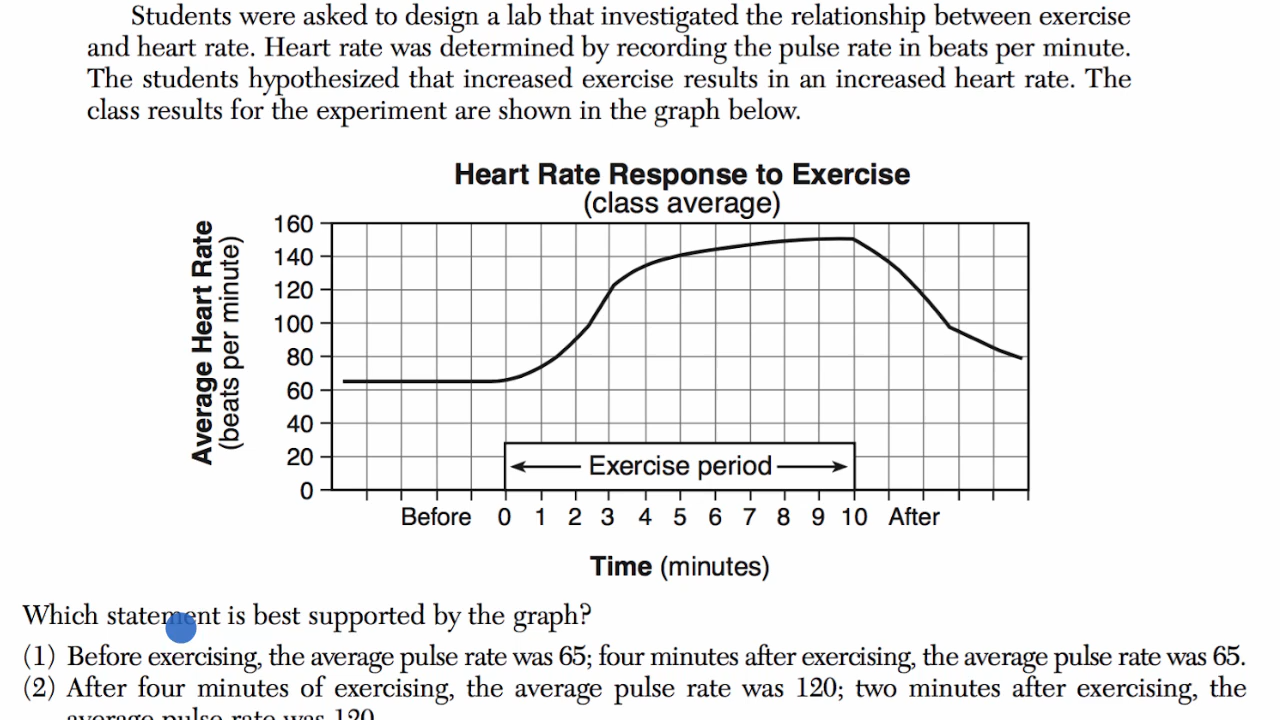 Students were asked to design a lab that investigated the relationship between exercise
and heart rate. Heart rate was determined by recording the pulse rate in beats per minute.
The students hypothesized that increased exercise results in an increased heart rate. The
class results for the experiment are shown in the graph below.
Heart Rate Response to Exercise
(class average)
Average Heart Rate
(beats per minute)
160
140
120
100
80
60
40
20
0
Exercise period
Before 0 1 2 3 4 5 6 7 8 9 10 After
Time (minutes)
Which statement is best supported by the graph?
(1) Before exercising, the average pulse rate was 65; four minutes after exercising, the average pulse rate was 65.
(2) After four minutes of exercising, the average pulse rate was 120; two minutes after exercising, the
average pulse rate was 120.